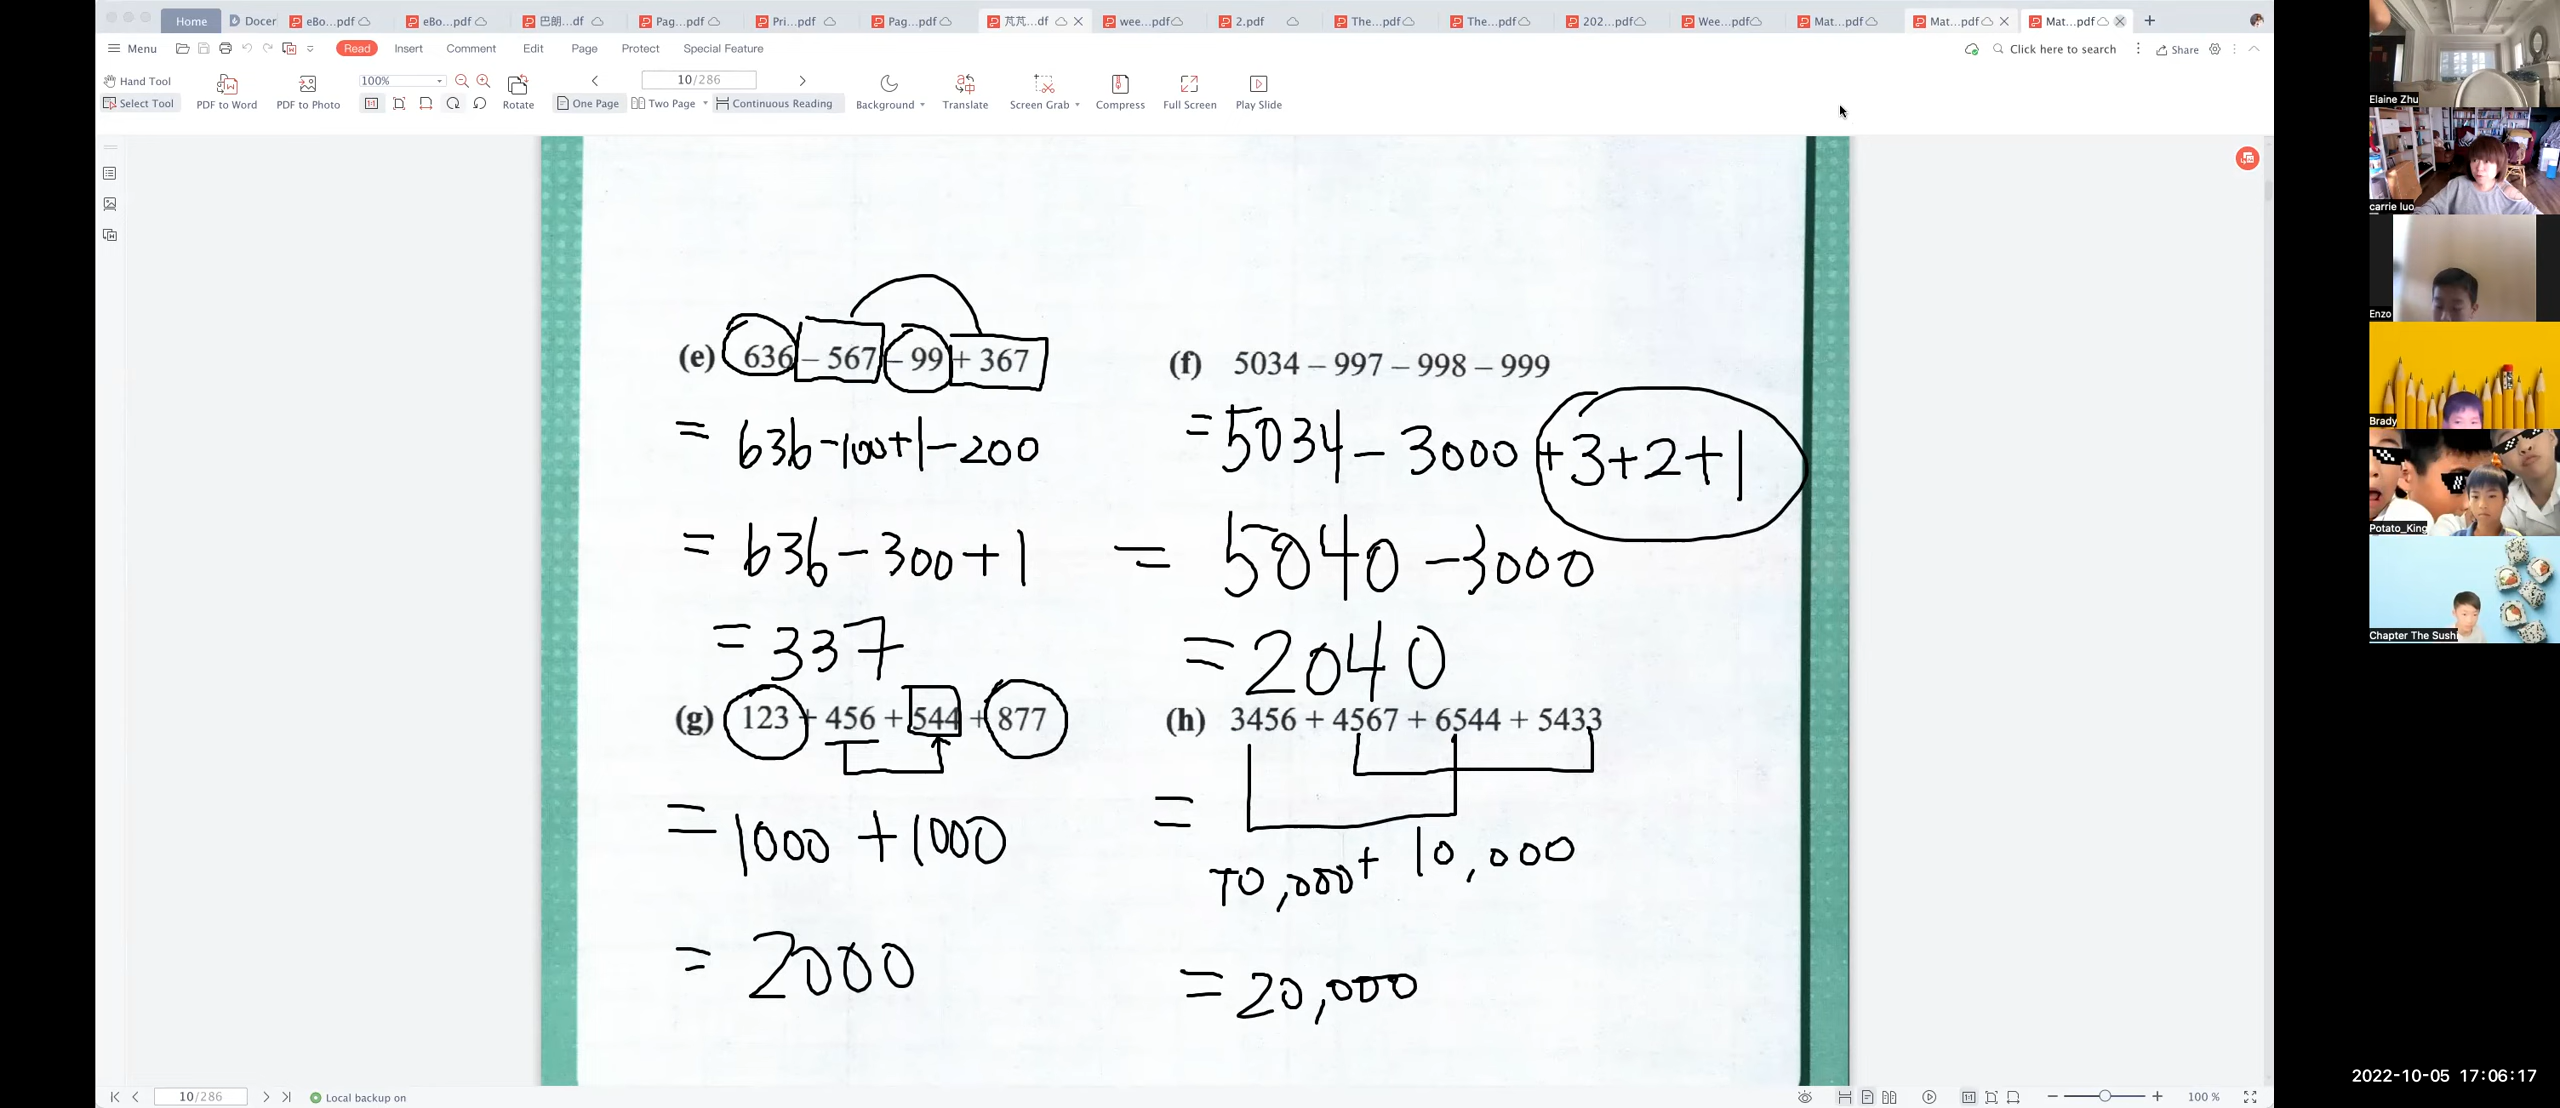 Home Docer eBo...pdf eBo...pdf 巴朗...df Pag...pdf Pri...pdf Pag...pdf 芃芃...df wee...pdf 2.pdf The...pdf The...pdf 202...pdf Wee...pdf Mat...pdf Mat...pdf Mat...pdf +
Menu Read Insert Comment Edit Page Protect Special Feature Click here to search Share
Hand Tool
Select Tool
PDF to Word PDF to Photo
100%
Rotate
10/286
One Page Two Page Continuous Reading
Background Translate Screen Grab Compress Full Screen Play Slide
(e) 636 – 567 – 99 + 367
= 636-100+1-200
= 636-300+1
= 337
(f) 5034 – 997 – 998 – 999
= 5034 - 3000 +3+2+1
= 5040 -3000
= 2040
(g) 123 + 456 + 544 + 877
= 1000 + 1000
= 2000
(h) 3456 + 4567 + 6544 + 5433
=
10,000 + 10,000
= 20,000
10/286 Local backup on 100 %
Elaine Zhu
carrie luo
Enzo
Brady
Potato_King
Chapter The Sushi
2022-10-05 17:06:17